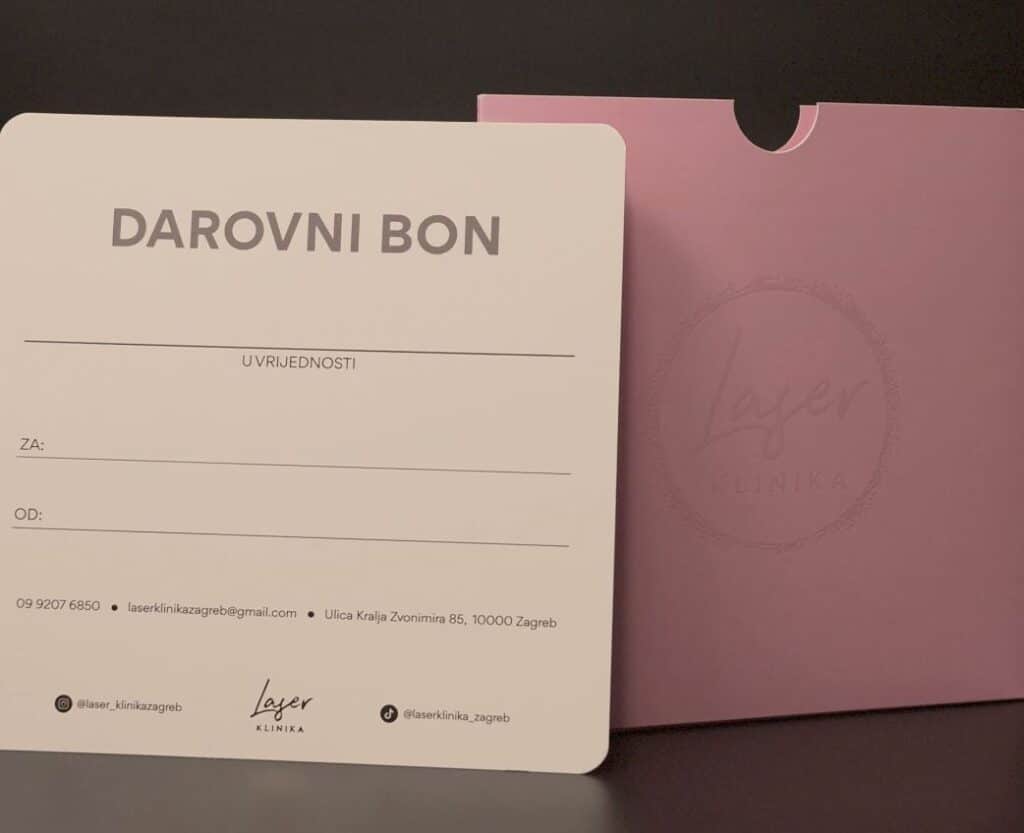 DAROVNI BON
U VRIJEDNOSTI
ZA:
OD:
09 9207 6850 • laserklinikazagreb@gmail.com • Ulica Kralja Zvonimira 85, 10000 Zagreb
@laser_klinikazagreb
Laser
KLINIKA
@laserklinika_zagreb
Laser
KLINIKA